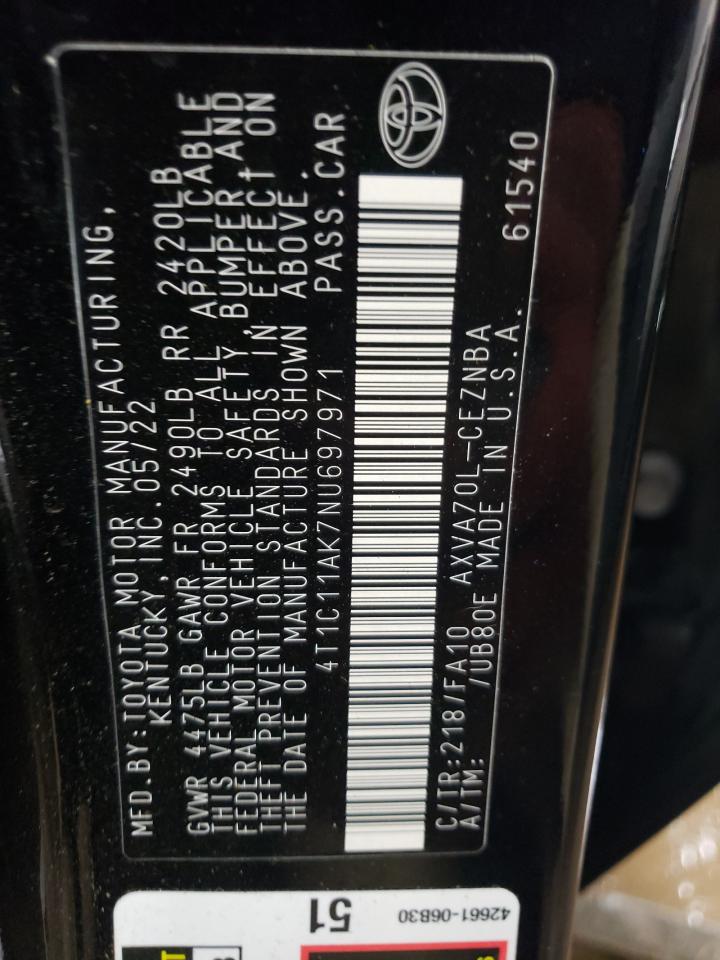 MFD.BY:TOYOTA MOTOR MANUFACTURING,
KENTUCKY, INC.05/22
GVWR 4475LB GAWR FR 2490LB RR 2420LB
THIS VEHICLE CONFORMS TO ALL APPLICABLE
FEDERAL MOTOR VEHICLE SAFETY, BUMPER, AND
THEFT PREVENTION STANDARDS IN EFFECT ON
THE DATE OF MANUFACTURE SHOWN ABOVE.
4T1C11AK7NU697971 PASS.CAR
C/TR:218/FA10 AXVA70L-CEZNBA
A/TM: /UB80E MADE IN U.S.A. 61540
51
42661-06B30